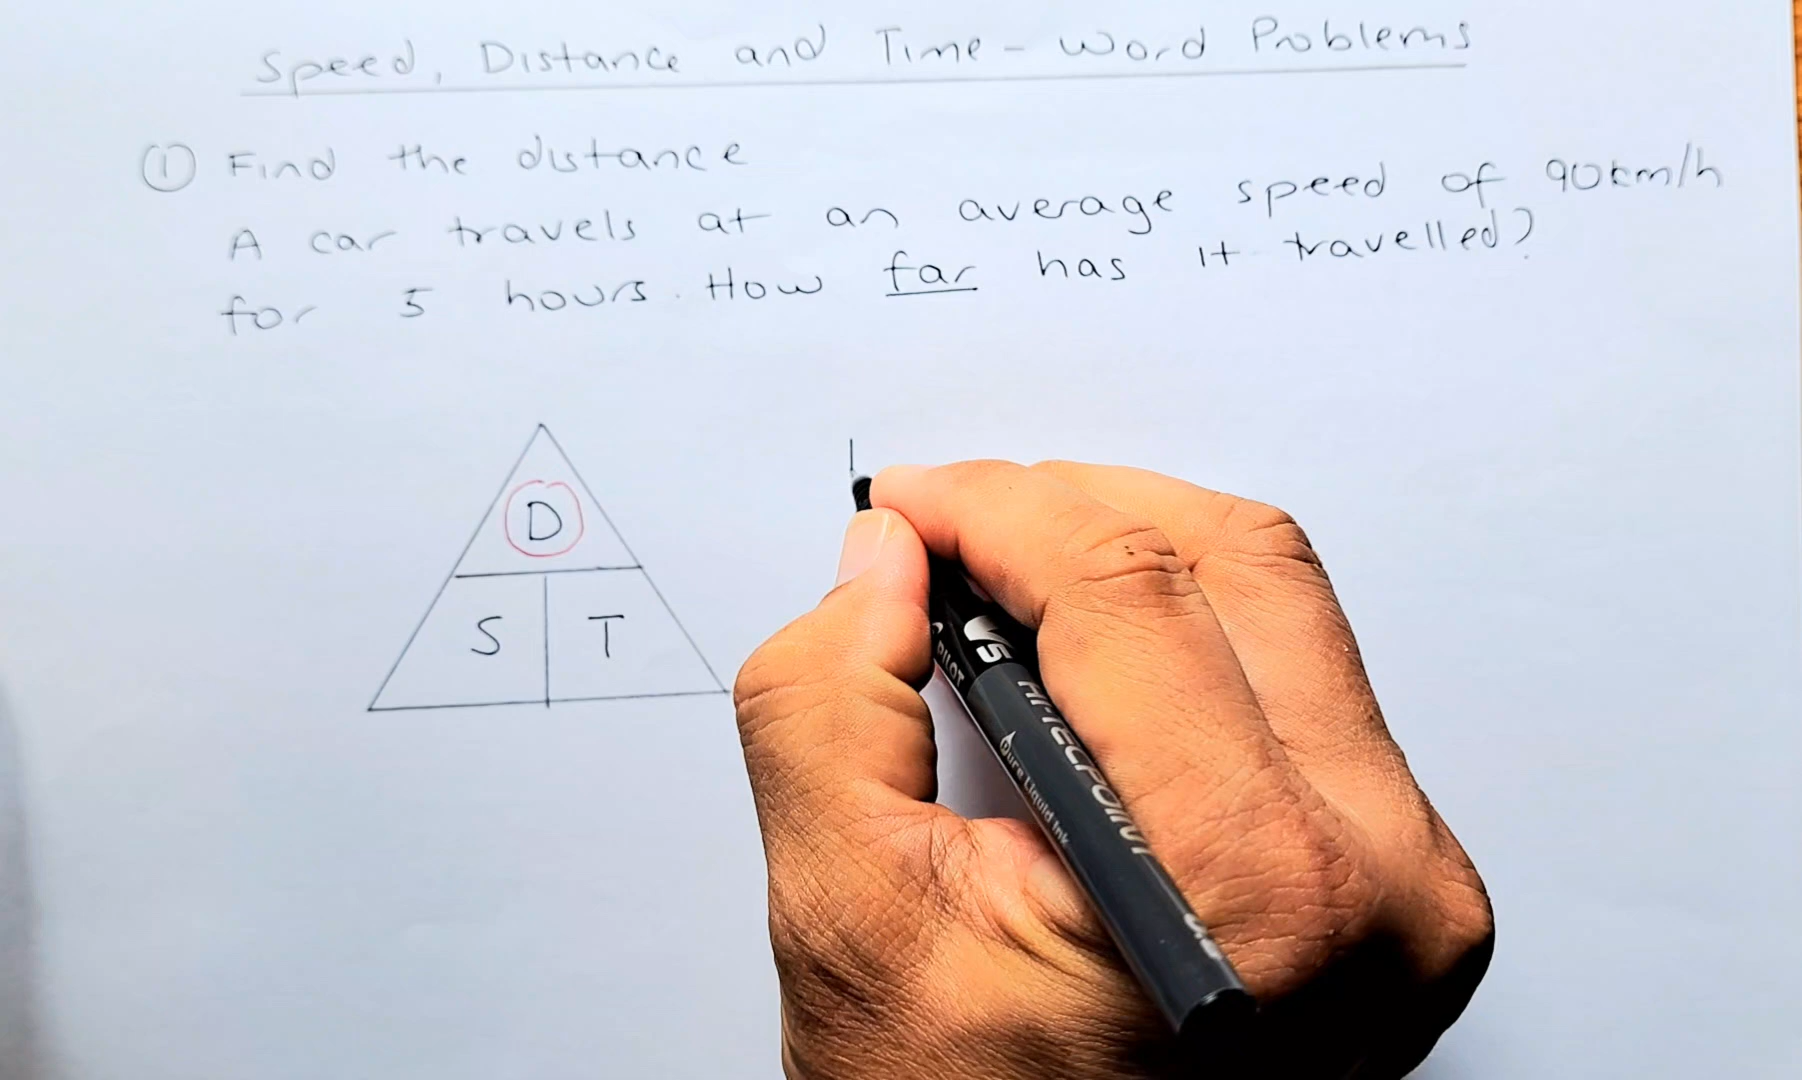 Speed, Distance and Time - Word Problems
① Find the distance
A car travels at an average speed of 90km/h
for 5 hours. How far has it travelled?
D
S T
V5
PILOT
HI-TECPOINT
Pure Liquid Ink